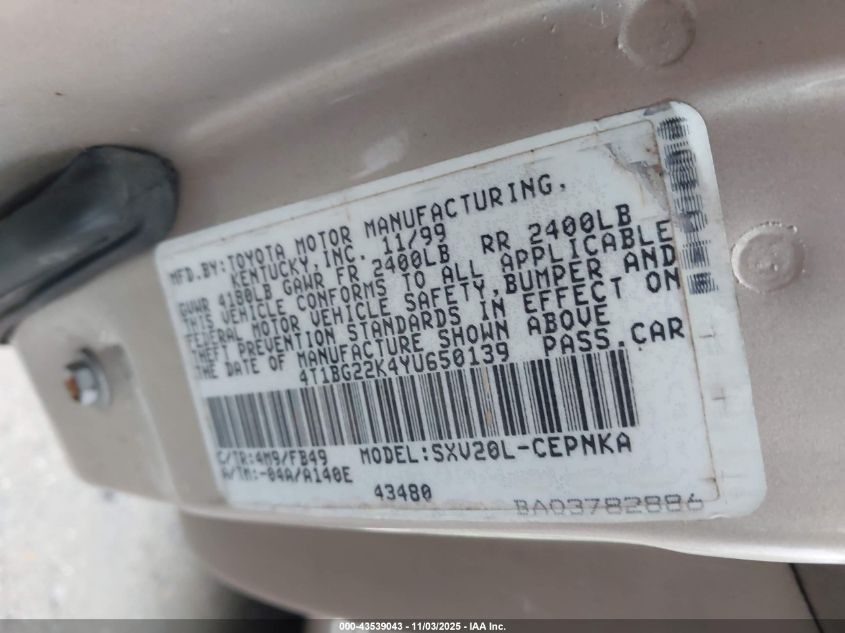 MFD.BY:TOYOTA MOTOR MANUFACTURING,
KENTUCKY,INC. 11/99
GVWR 4180LB GAWR FR 2400LB RR 2400LB
THIS VEHICLE CONFORMS TO ALL APPLICABLE
FEDERAL MOTOR VEHICLE SAFETY,BUMPER AND
THEFT PREVENTION STANDARDS IN EFFECT ON
THE DATE OF MANUFACTURE SHOWN ABOVE
4T1BG22K4YU650139 PASS.CAR
C/TR:4M9/FB49 MODEL:SXV20L-CEPNKA
A/TM:-04A/A140E
43480
BA03782886
000-43539043 - 11/03/2025 - IAA Inc.